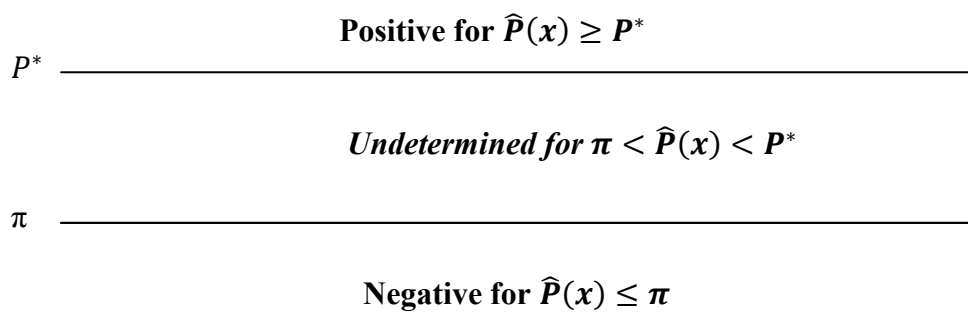 Positive for P̂(x) ≥ P*
P*
Undetermined for π < P̂(x) < P*
π
Negative for P̂(x) ≤ π